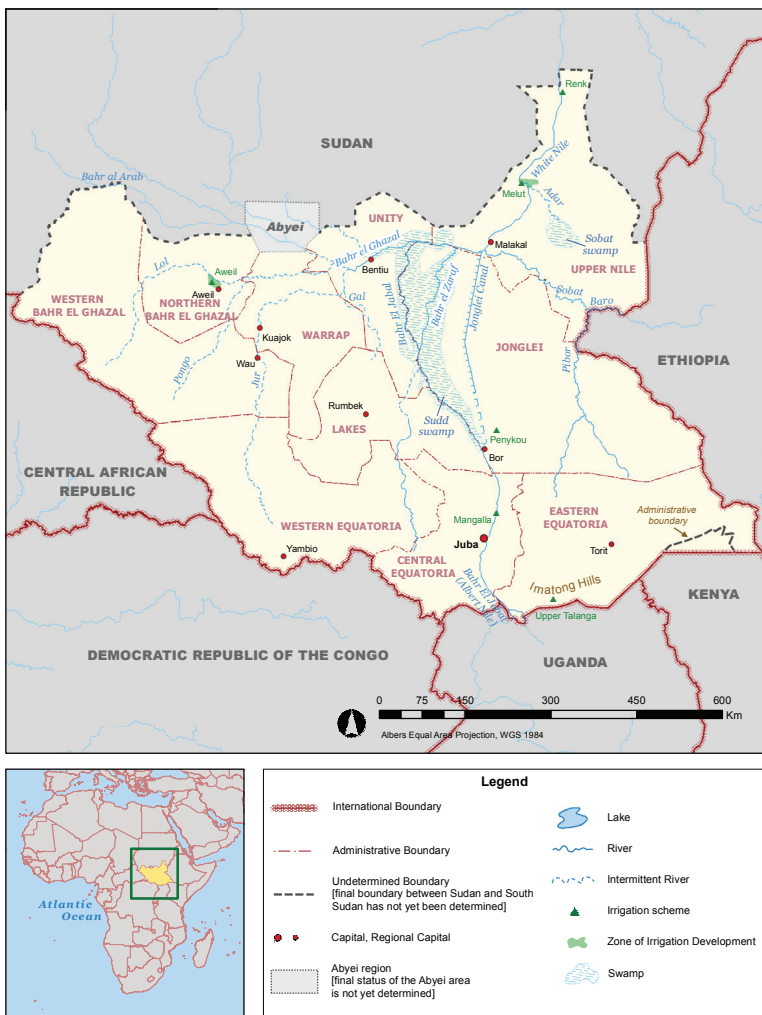 Renk
SUDAN
White Nile
Bahr al Arab
Melut
Adar
Abyei
UNITY
Sobat
swamp
Malakal
Bahr el Ghazal
Lol
Bentiu
UPPER NILE
Aweil
Aweil
WESTERN
BAHR EL GHAZAL
NORTHERN
BAHR EL GHAZAL
Gal
Bahr El Jabal
Bahr el Zaraf
Jonglei Canal
Sobat
Baro
Kuajok
WARRAP
JONGLEI
Wau
Pongo
Jur
Pibor
ETHIOPIA
Rumbek
LAKES
Sudd
swamp
Penykou
Bor
CENTRAL AFRICAN
REPUBLIC
WESTERN EQUATORIA
Mangalla
EASTERN
EQUATORIA
Administrative
boundary
Juba
Torit
Yambio
CENTRAL
EQUATORIA
Bahr El Jabal
(Albert Nile)
Imatong Hills
Upper Talanga
KENYA
DEMOCRATIC REPUBLIC OF THE CONGO
UGANDA
0 75 150 300 450 600
Km
Albers Equal Area Projection, WGS 1984
Atlantic
Ocean
Legend
International Boundary
Administrative Boundary
Undetermined Boundary
[final boundary between Sudan and South
Sudan has not yet been determined]
Capital, Regional Capital
Abyei region
[final status of the Abyei area
is not yet determined]
Lake
River
Intermittent River
Irrigation scheme
Zone of Irrigation Development
Swamp